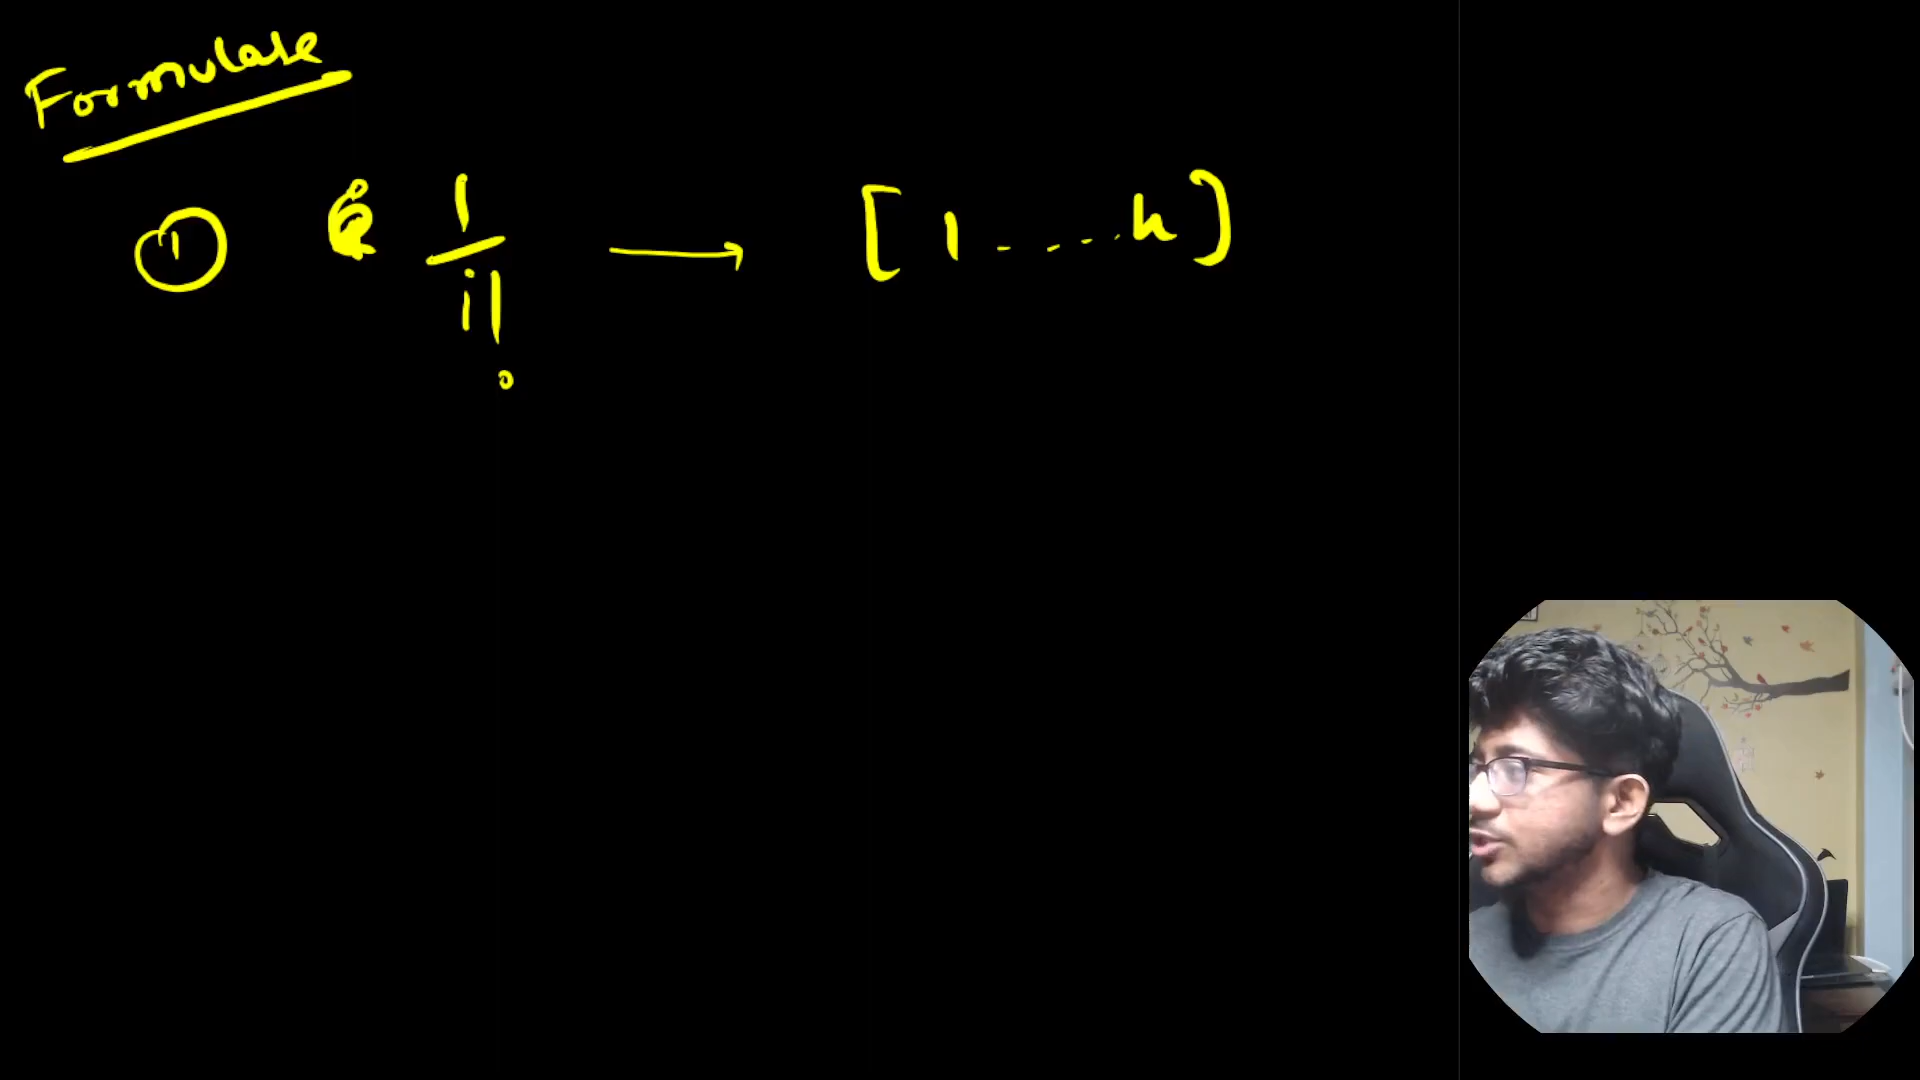 Formulate
① Σ 1/i! → [1 .... n]